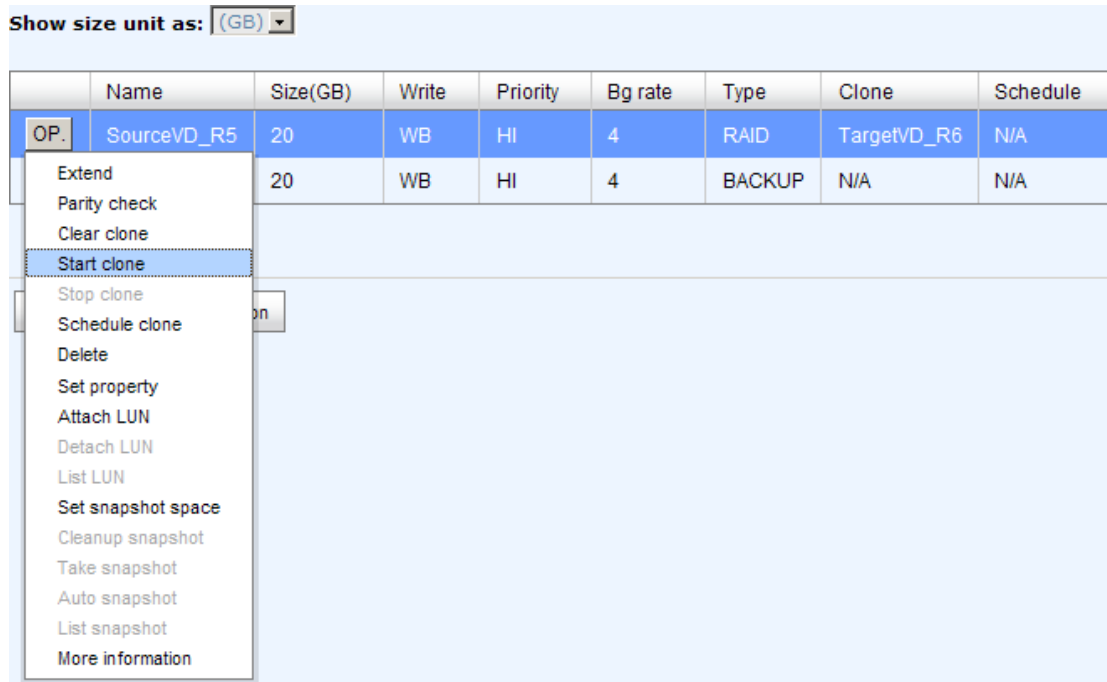 Show size unit as: (GB)
Name Size(GB) Write Priority Bg rate Type Clone Schedule
OP. SourceVD_R5 20 WB HI 4 RAID TargetVD_R6 N/A
20 WB HI 4 BACKUP N/A N/A
Extend
Parity check
Clear clone
Start clone
Stop clone
Schedule clone
on
Delete
Set property
Attach LUN
Detach LUN
List LUN
Set snapshot space
Cleanup snapshot
Take snapshot
Auto snapshot
List snapshot
More information